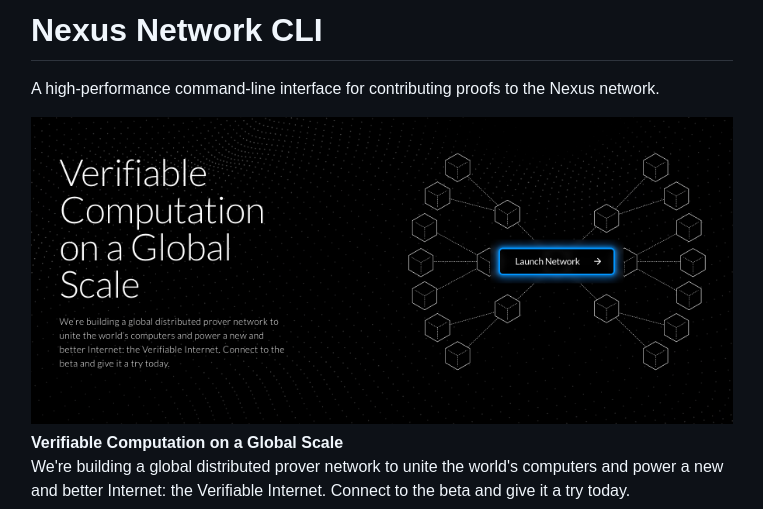 Nexus Network CLI
A high-performance command-line interface for contributing proofs to the Nexus network.
Verifiable
Computation
on a Global
Scale
We're building a global distributed prover network to
unite the world's computers and power a new and
better Internet: the Verifiable Internet. Connect to the
beta and give it a try today.
Launch Network →
Verifiable Computation on a Global Scale
We're building a global distributed prover network to unite the world's computers and power a new
and better Internet: the Verifiable Internet. Connect to the beta and give it a try today.